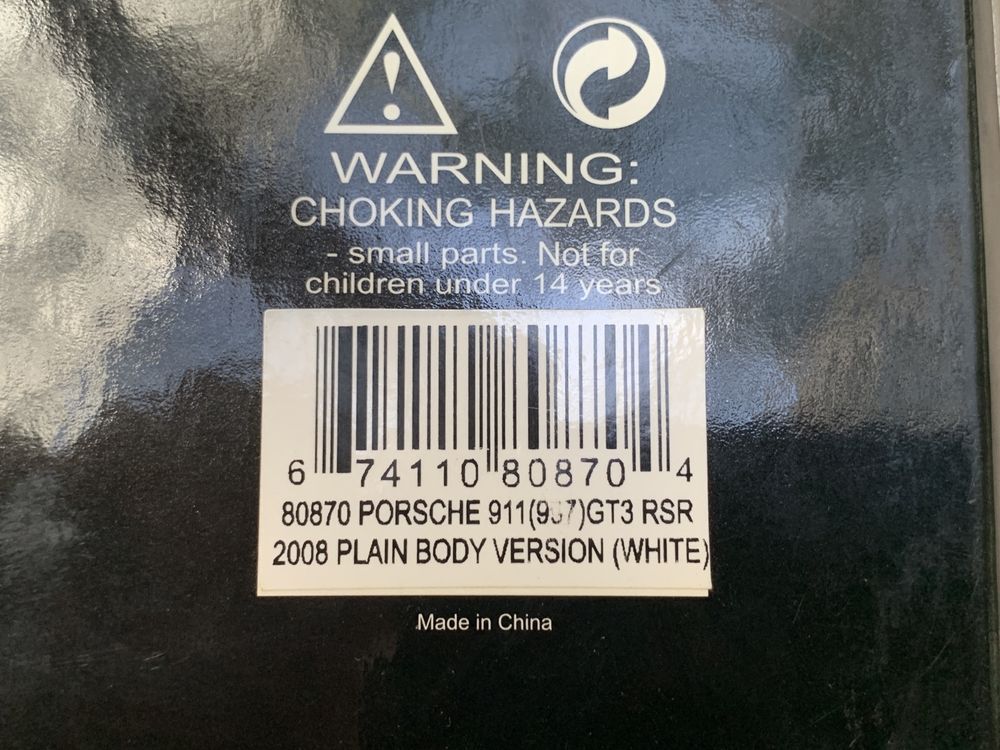 WARNING:
CHOKING HAZARDS
- small parts. Not for
children under 14 years
6 74110 80870 4
80870 PORSCHE 911(997)GT3 RSR
2008 PLAIN BODY VERSION (WHITE)
Made in China